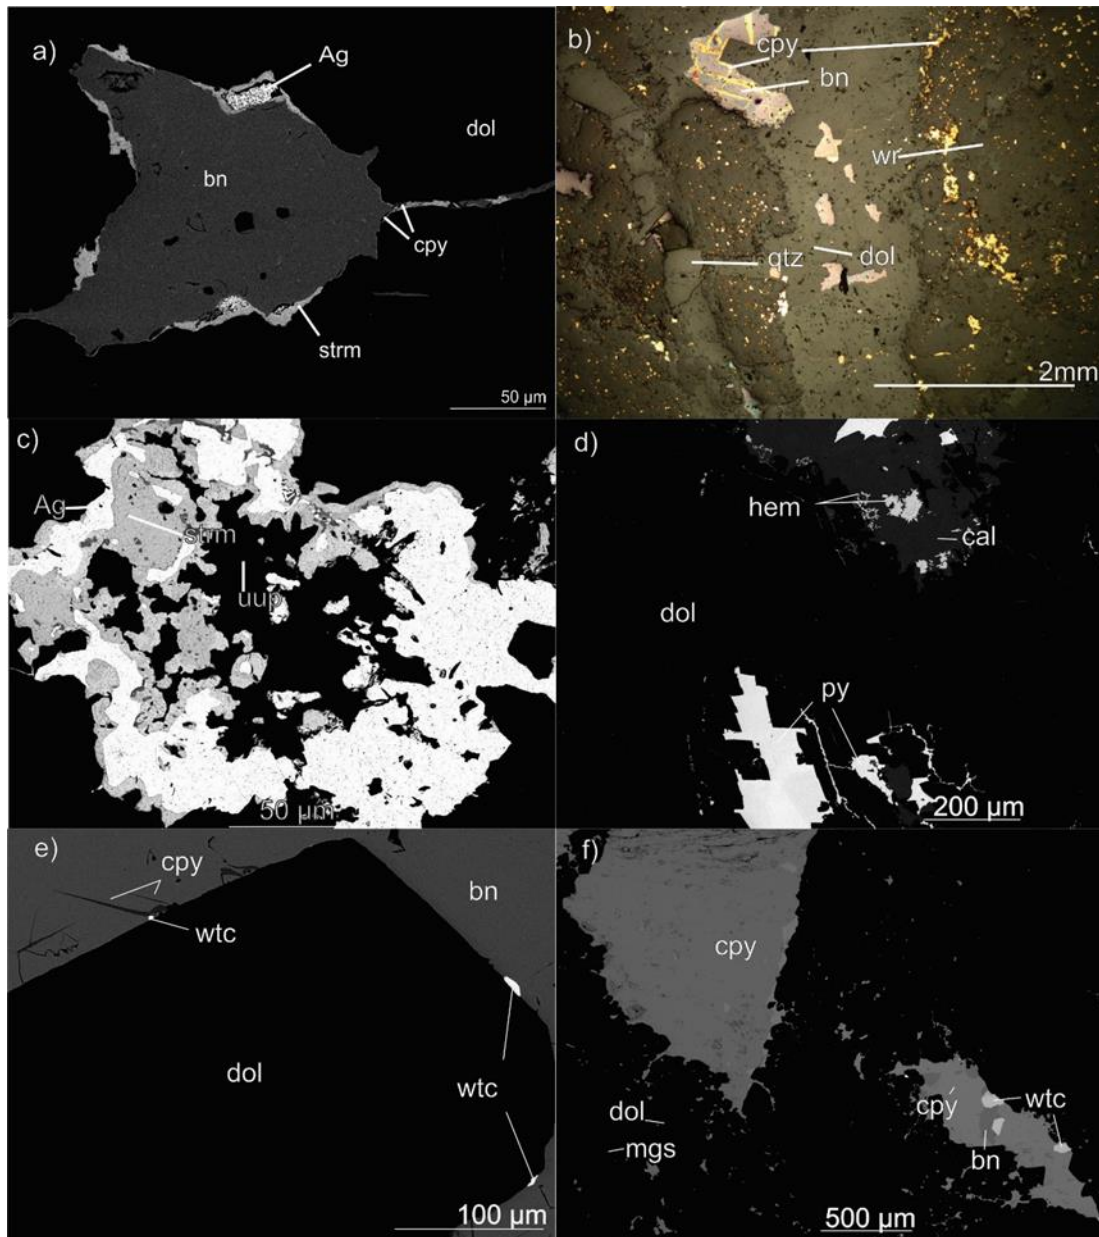 a)
Ag
dol
bn
cpy
strm
50 µm
b)
cpy
bn
wr
qtz
dol
2mm
c)
Ag
strm
uup
50 µm
d)
hem
cal
dol
py
200 µm
e)
cpy
bn
wtc
dol
wtc
100 µm
f)
cpy
dol
mgs
cpy
wtc
bn
500 µm